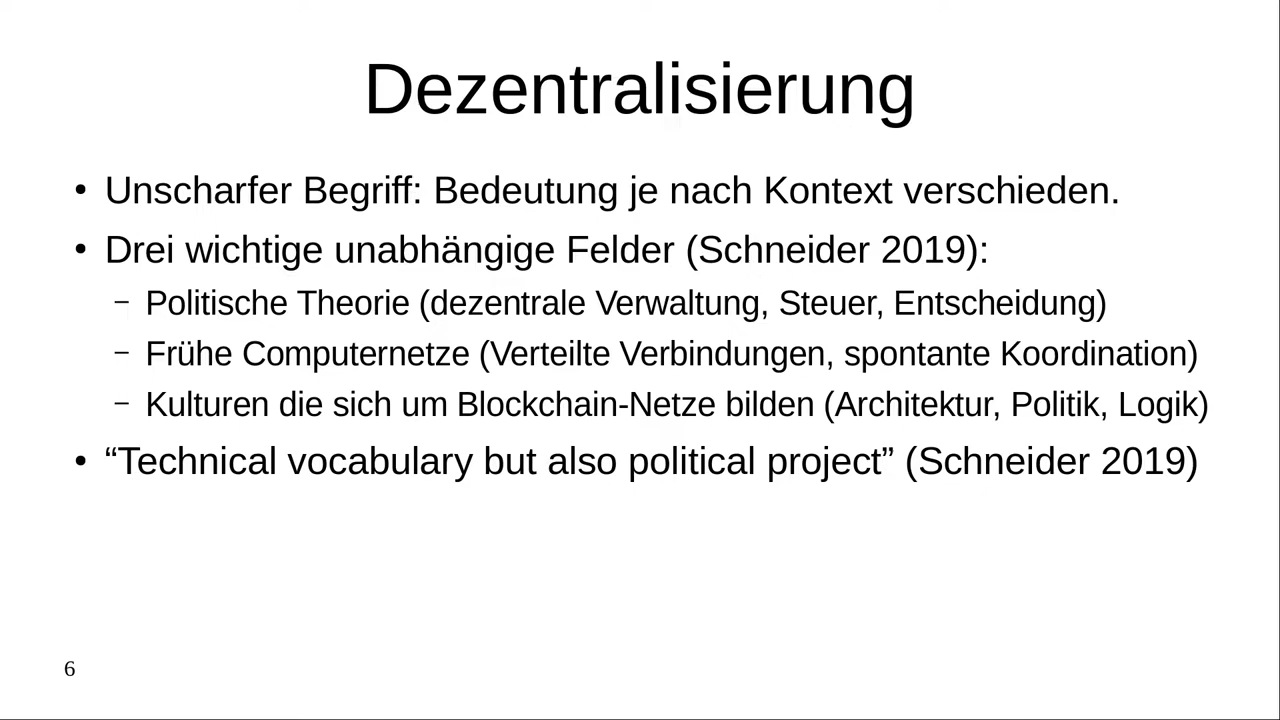 Dezentralisierung
• Unscharfer Begriff: Bedeutung je nach Kontext verschieden.
• Drei wichtige unabhängige Felder (Schneider 2019):
– Politische Theorie (dezentrale Verwaltung, Steuer, Entscheidung)
– Frühe Computernetze (Verteilte Verbindungen, spontante Koordination)
– Kulturen die sich um Blockchain-Netze bilden (Architektur, Politik, Logik)
• “Technical vocabulary but also political project” (Schneider 2019)
6